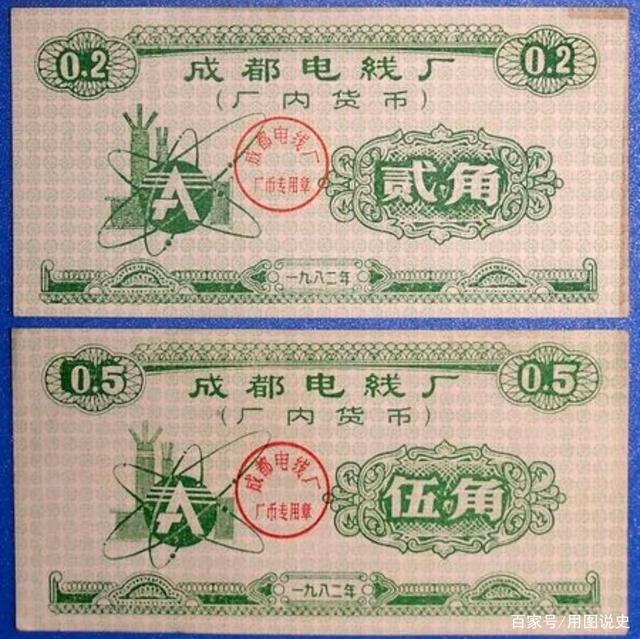 0.2 成都电线厂 0.2
(厂内货币)
成都电线厂
厂币专用章
A
贰角
一九八二年
0.5 成都电线厂 0.5
(厂内货币)
成都电线厂
厂币专用章
A
伍角
一九八二年
百家号/用图说史